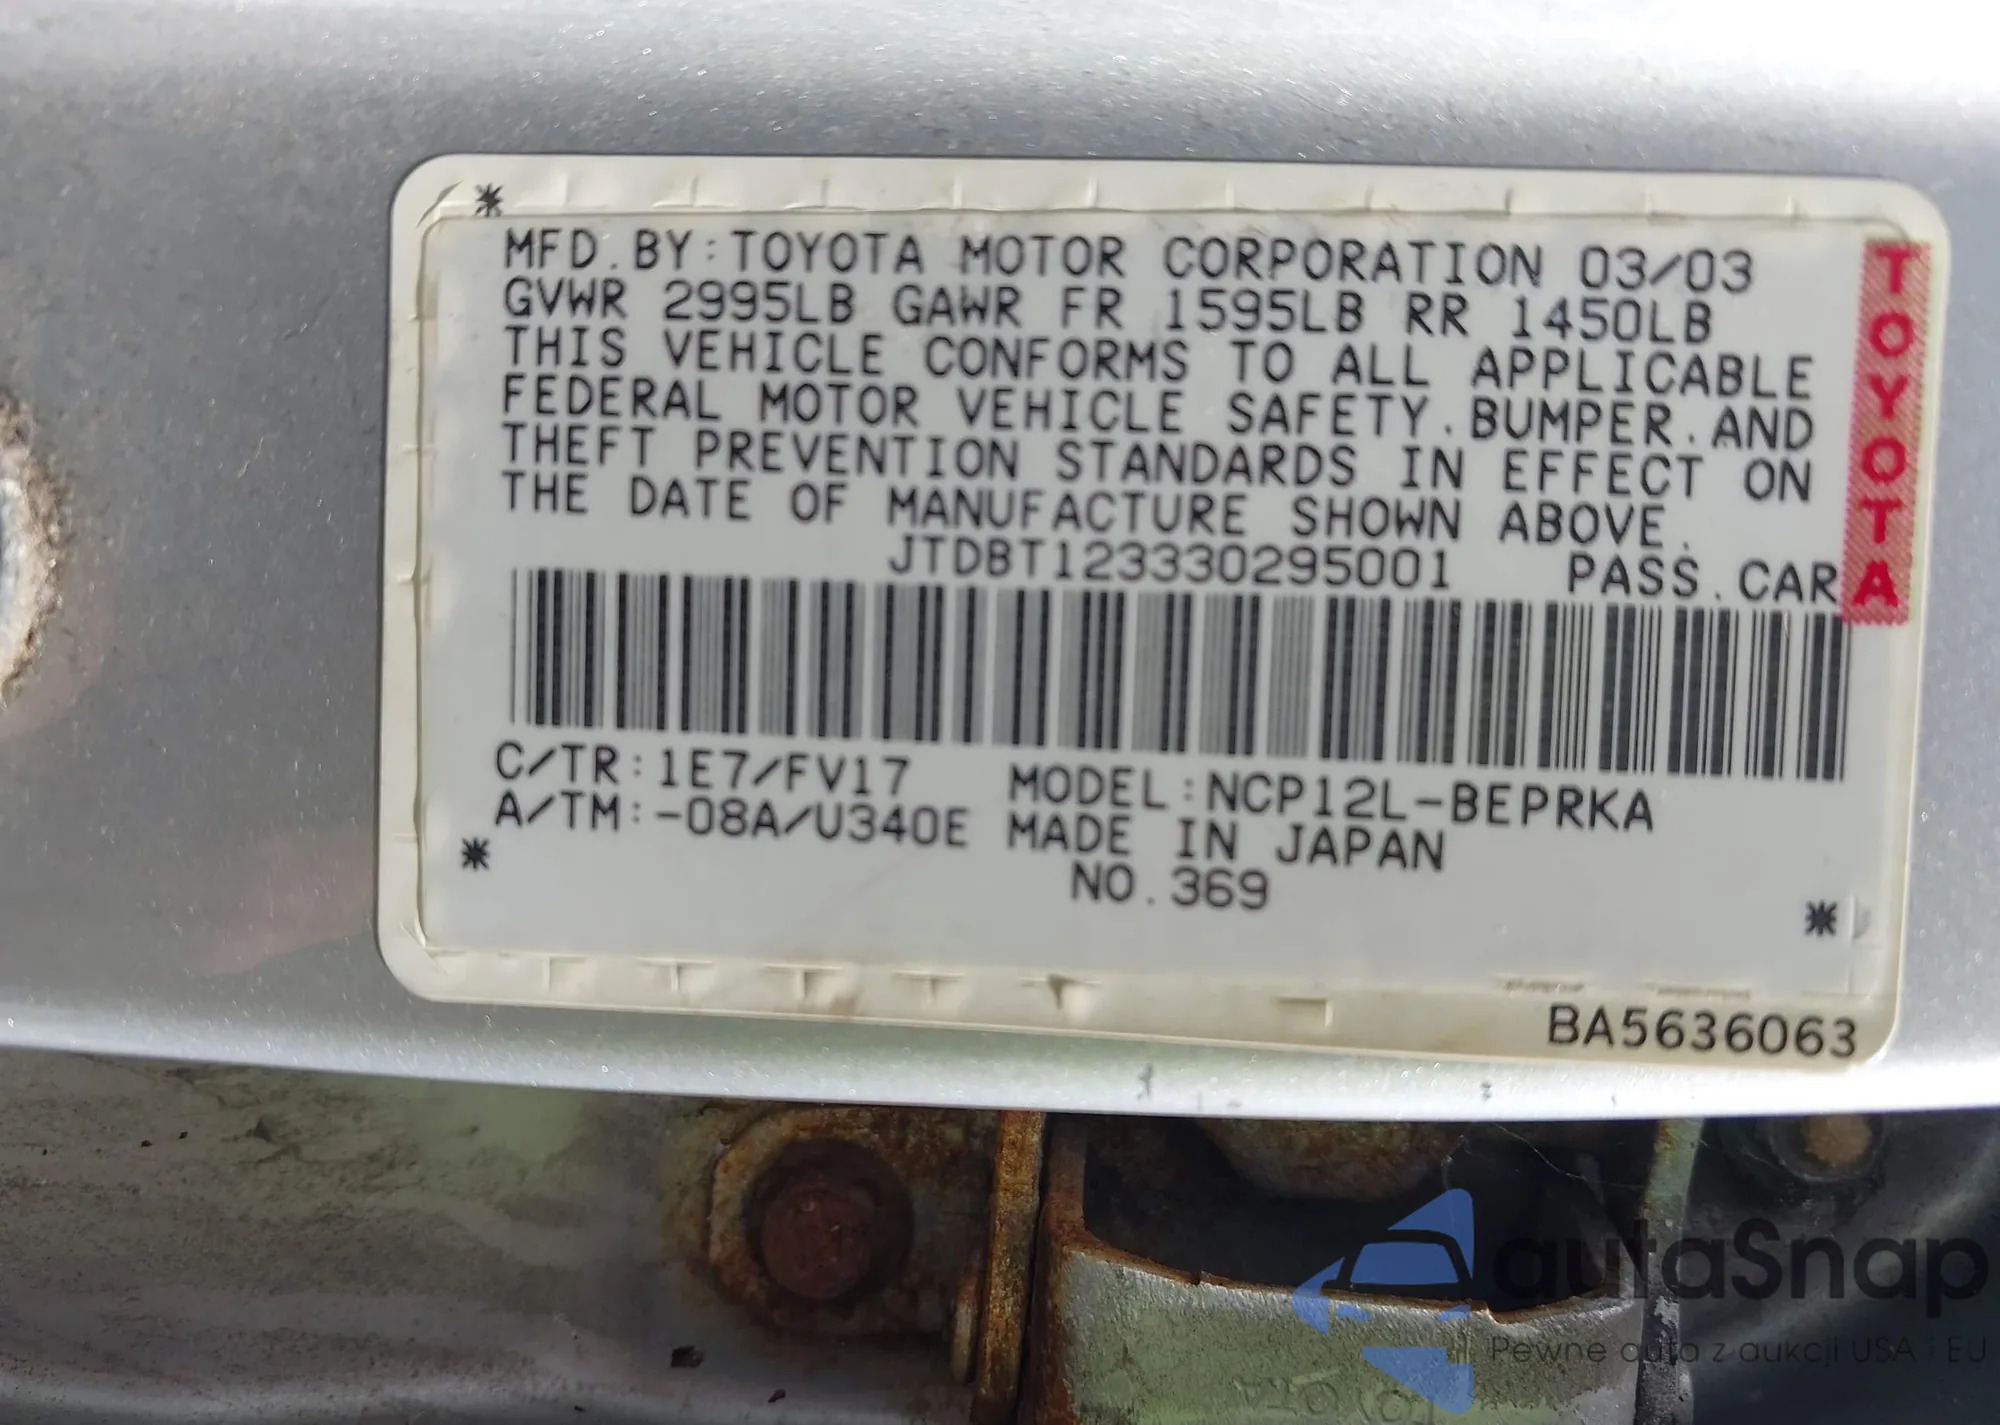 MFD.BY:TOYOTA MOTOR CORPORATION 03/03
GVWR 2995LB GAWR FR 1595LB RR 1450LB
THIS VEHICLE CONFORMS TO ALL APPLICABLE
FEDERAL MOTOR VEHICLE SAFETY.BUMPER.AND
THEFT PREVENTION STANDARDS IN EFFECT ON
THE DATE OF MANUFACTURE SHOWN ABOVE.
JTDBT123330295001 PASS.CAR
TOYOTA
C/TR:1E7/FV17 MODEL:NCP12L-BEPRKA
A/TM:-08A/U340E MADE IN JAPAN
NO.369
BA5636063
autaSnap
Pewne auta z aukcji USA i EU
TOYOTA